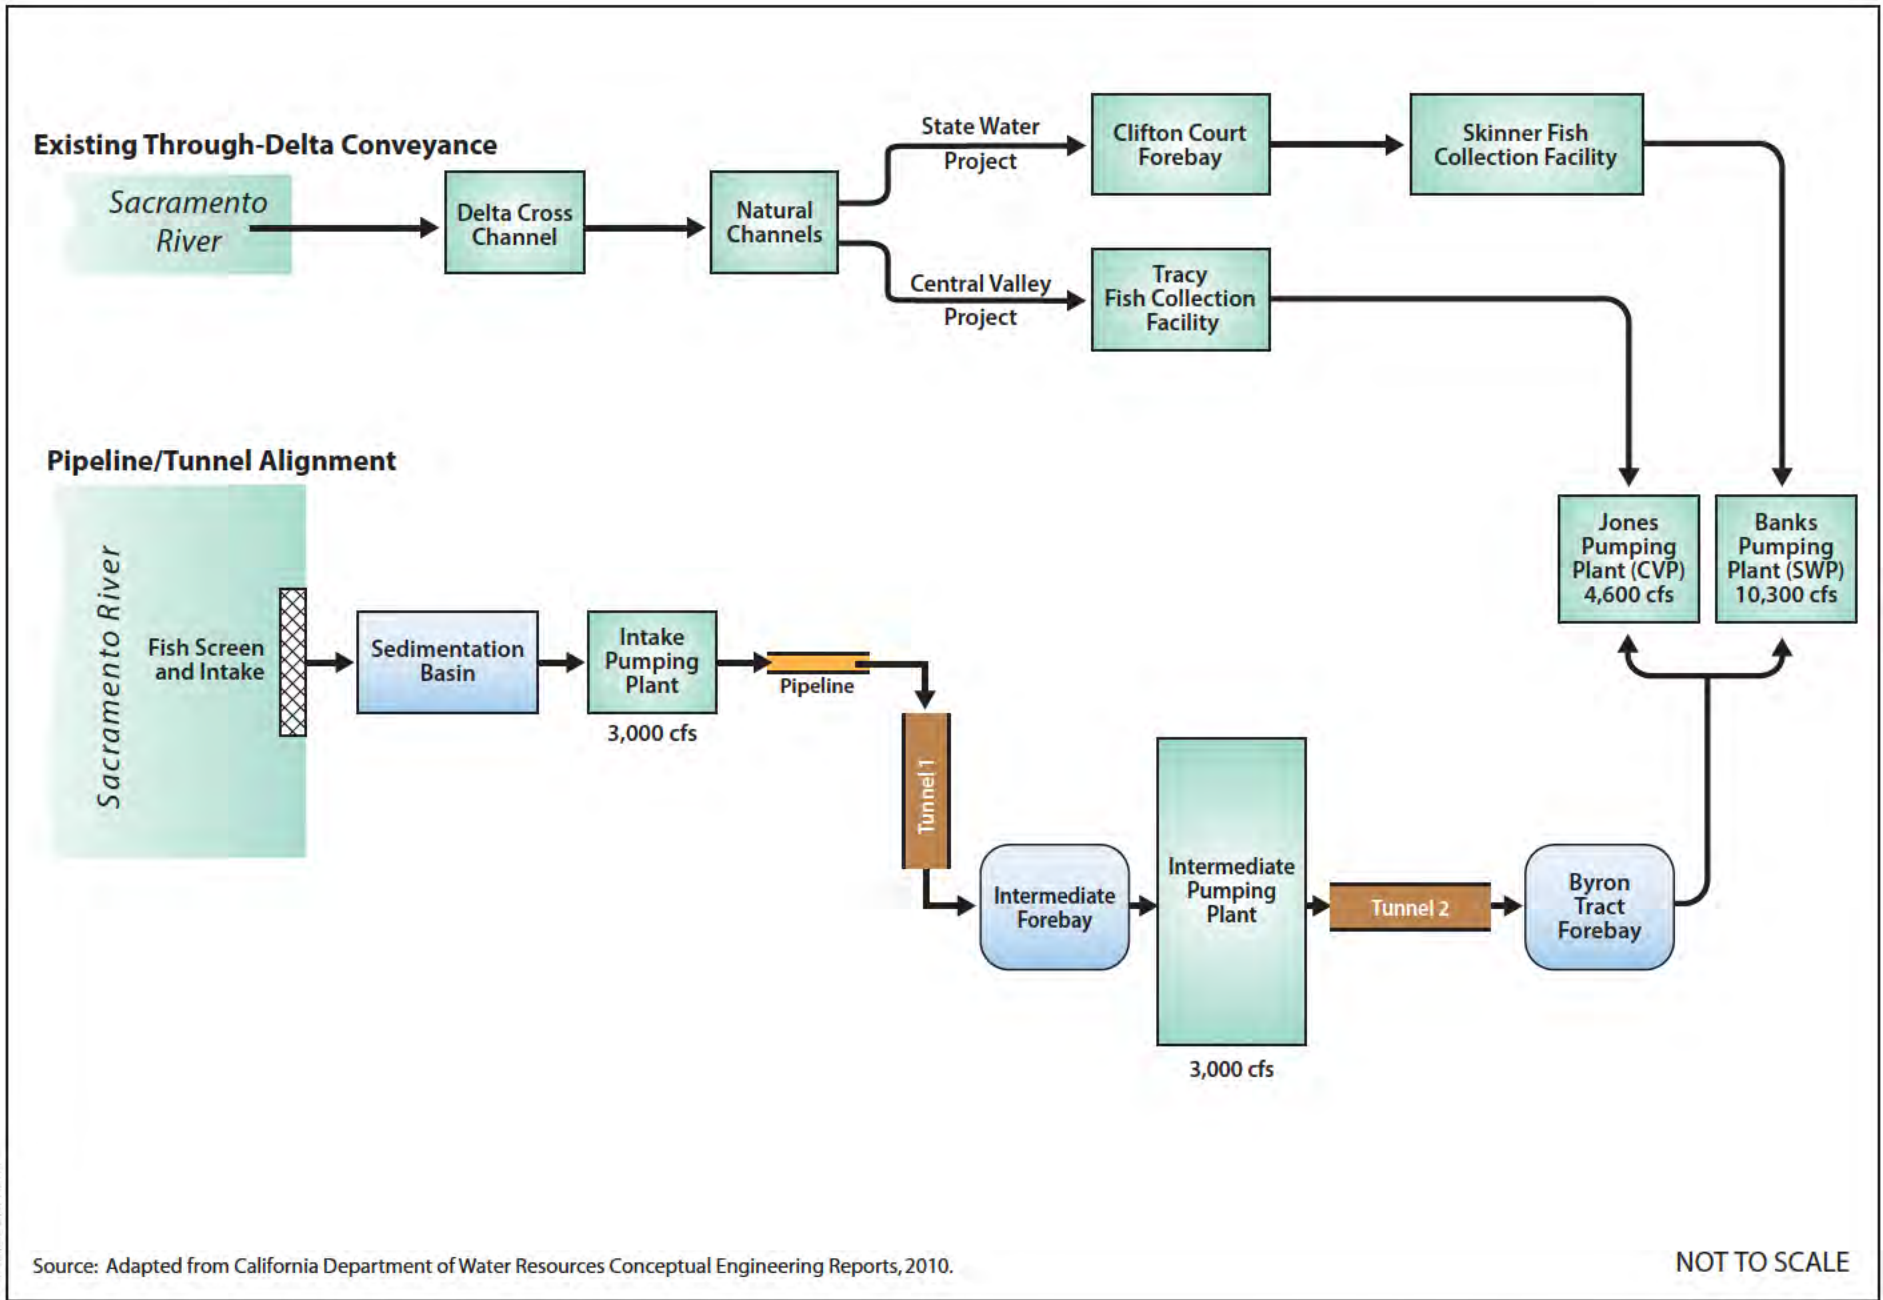 Existing Through-Delta Conveyance
Sacramento
River
Delta Cross
Channel
Natural
Channels
State Water
Project
Clifton Court
Forebay
Skinner Fish
Collection Facility
Central Valley
Project
Tracy
Fish Collection
Facility
Jones
Pumping
Plant (CVP)
4,600 cfs
Banks
Pumping
Plant (SWP)
10,300 cfs
Pipeline/Tunnel Alignment
Sacramento River
Fish Screen
and Intake
Sedimentation
Basin
Intake
Pumping
Plant
3,000 cfs
Pipeline
Tunnel 1
Intermediate
Forebay
Intermediate
Pumping
Plant
3,000 cfs
Tunnel 2
Byron
Tract
Forebay
Source: Adapted from California Department of Water Resources Conceptual Engineering Reports, 2010.
NOT TO SCALE